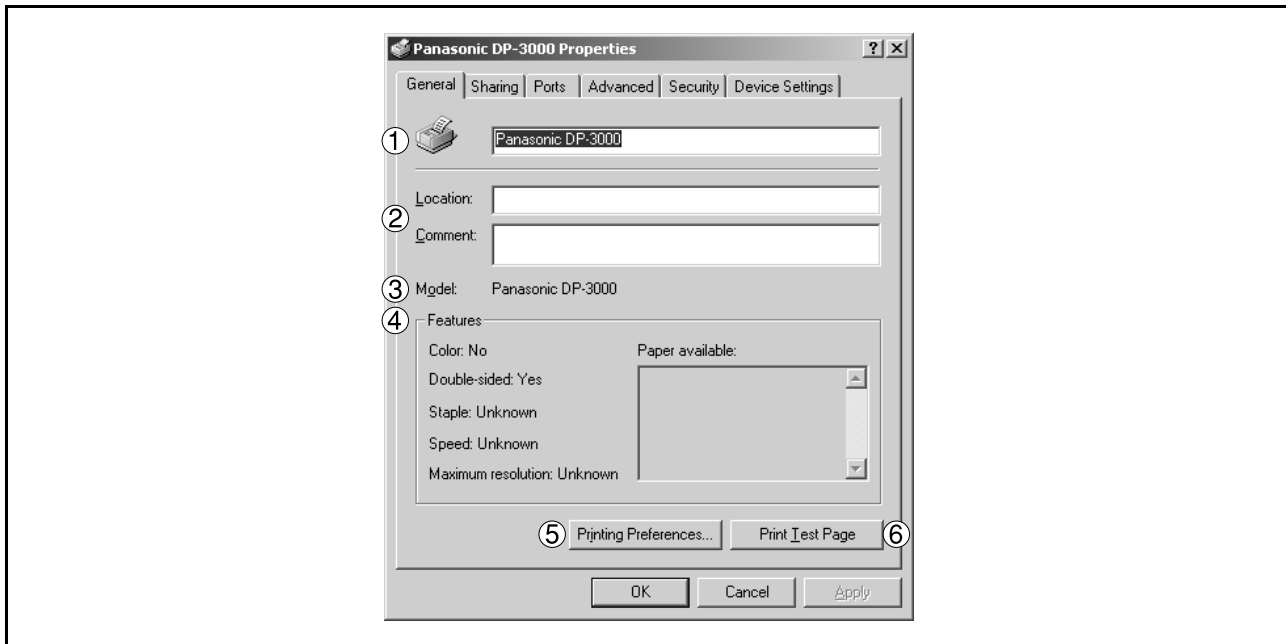 Panasonic DP-3000 Properties
General Sharing Ports Advanced Security Device Settings
① Panasonic DP-3000
Location:
②
Comment:
③ Model: Panasonic DP-3000
④ Features
Color: No Paper available:
Double-sided: Yes
Staple: Unknown
Speed: Unknown
Maximum resolution: Unknown
⑤ Printing Preferences... Print Test Page ⑥
OK Cancel Apply